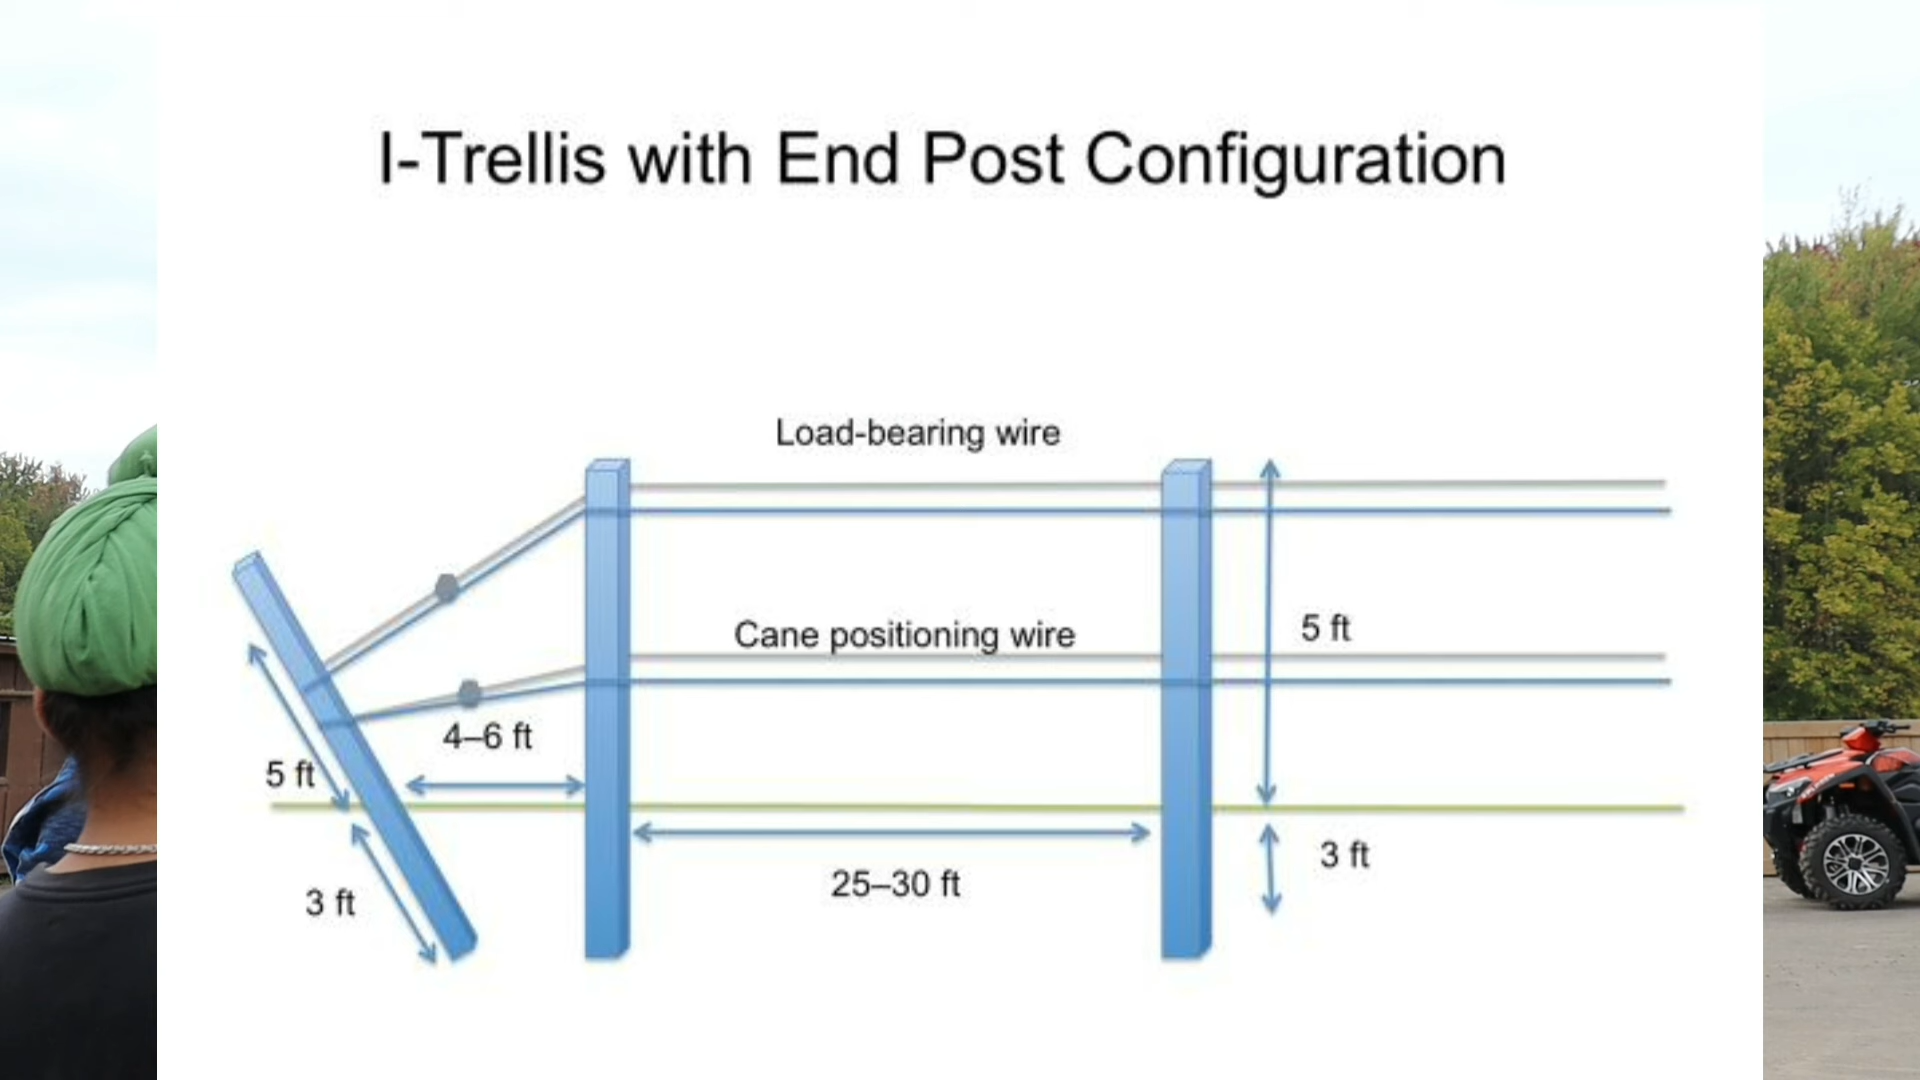 I-Trellis with End Post Configuration
Load-bearing wire
Cane positioning wire
5 ft
4–6 ft
5 ft
3 ft
25–30 ft
3 ft